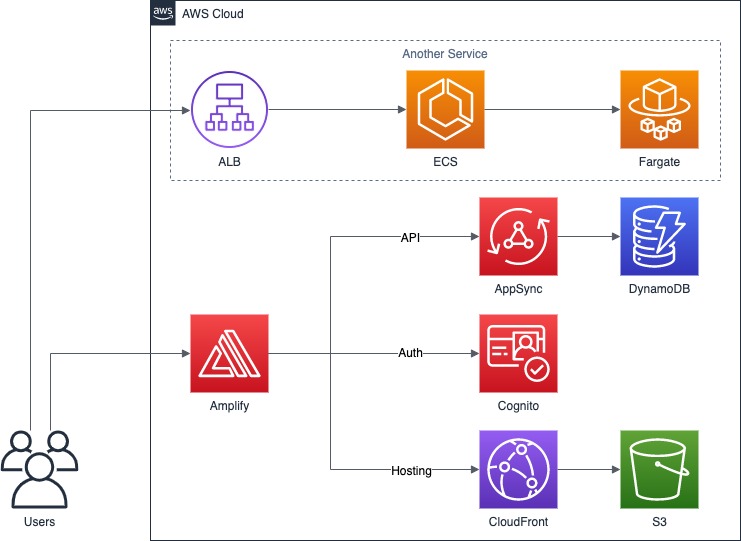 aws
AWS Cloud
Another Service
ALB
ECS
Fargate
API
AppSync
DynamoDB
Auth
Amplify
Cognito
Hosting
Users
CloudFront
S3